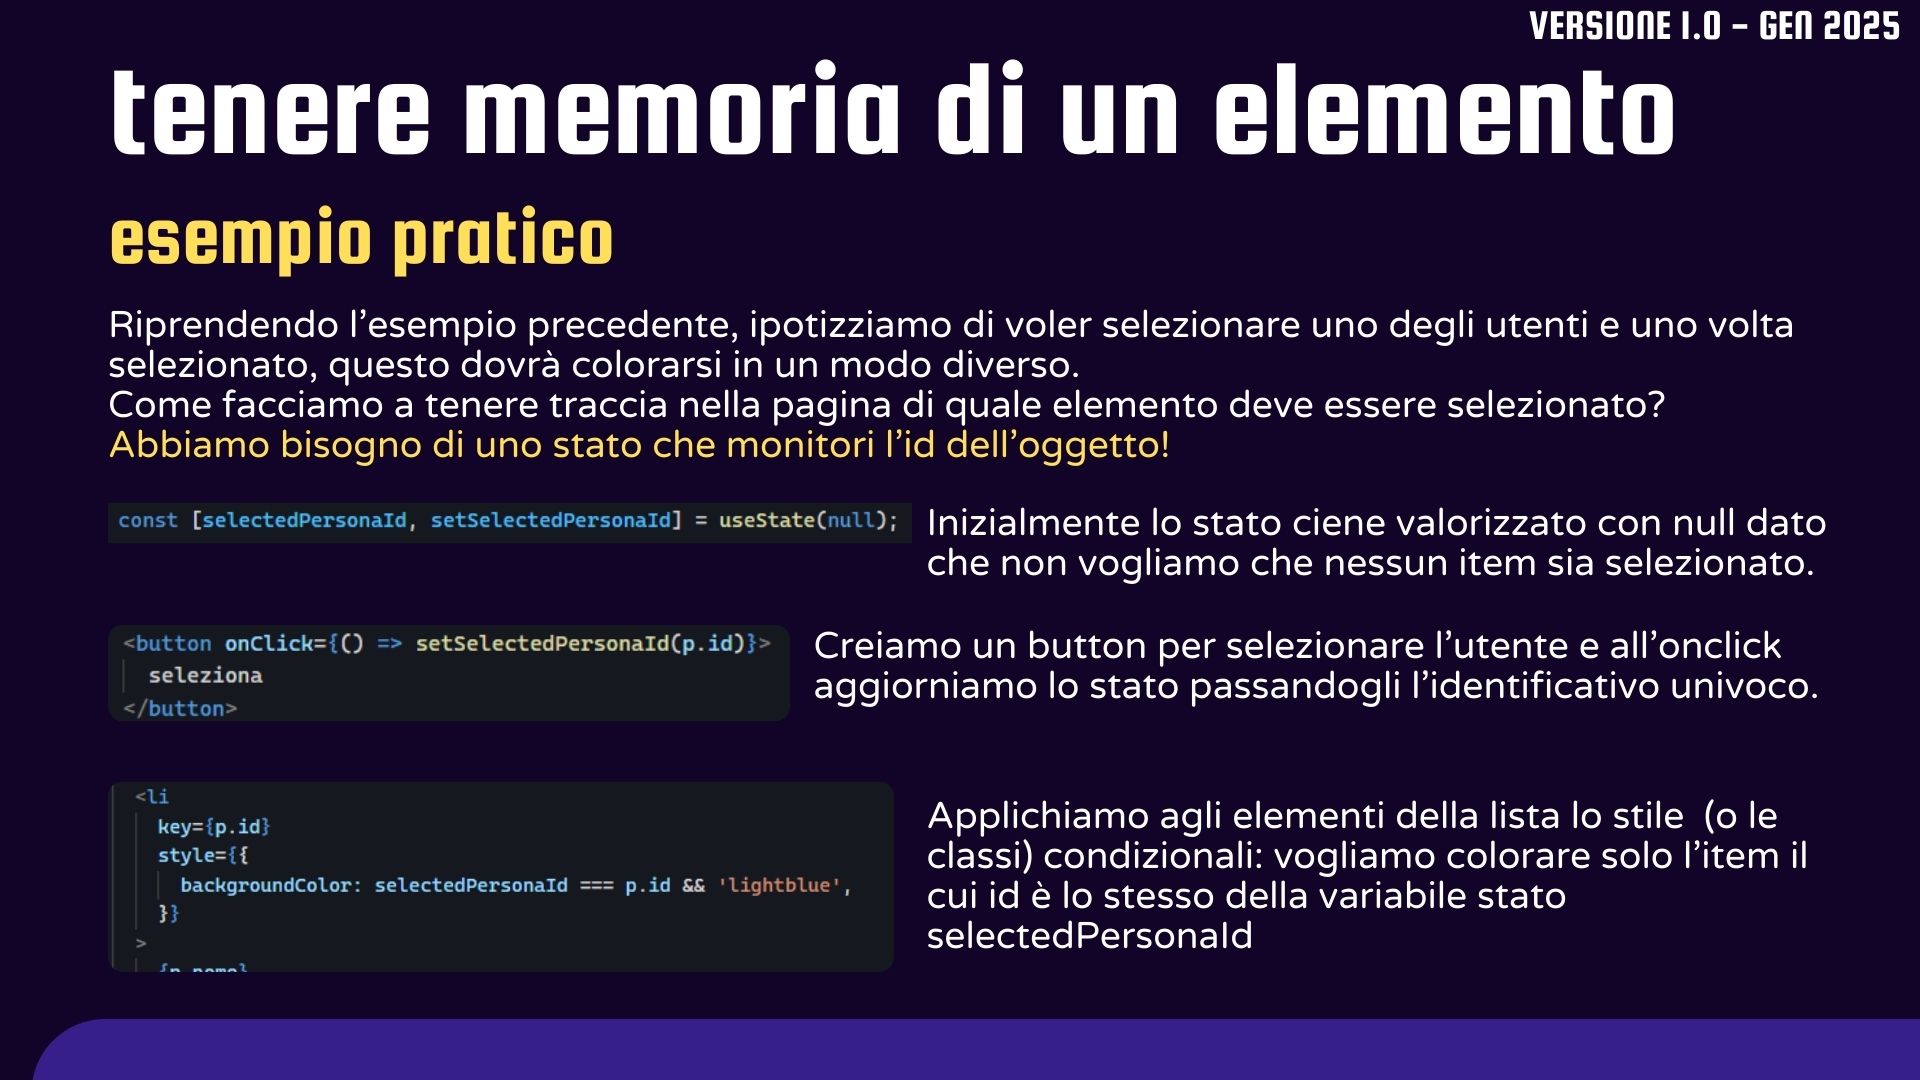 VERSIONE 1.0 - GEN 2025
tenere memoria di un elemento
esempio pratico
Riprendendo l'esempio precedente, ipotizziamo di voler selezionare uno degli utenti e uno volta
selezionato, questo dovrà colorarsi in un modo diverso.
Come facciamo a tenere traccia nella pagina di quale elemento deve essere selezionato?
Abbiamo bisogno di uno stato che monitori l'id dell'oggetto!
const [selectedPersonaId, setSelectedPersonaId] = useState(null);
Inizialmente lo stato ciene valorizzato con null dato
che non vogliamo che nessun item sia selezionato.
<button onClick={() => setSelectedPersonaId(p.id)}>
seleziona
</button>
Creiamo un button per selezionare l'utente e all'onclick
aggiorniamo lo stato passandogli l'identificativo univoco.
<li
key={p.id}
style={{
backgroundColor: selectedPersonaId === p.id && 'lightblue',
}}
>
{p.nome}
Applichiamo agli elementi della lista lo stile  (o le
classi) condizionali: vogliamo colorare solo l'item il
cui id è lo stesso della variabile stato
selectedPersonaId